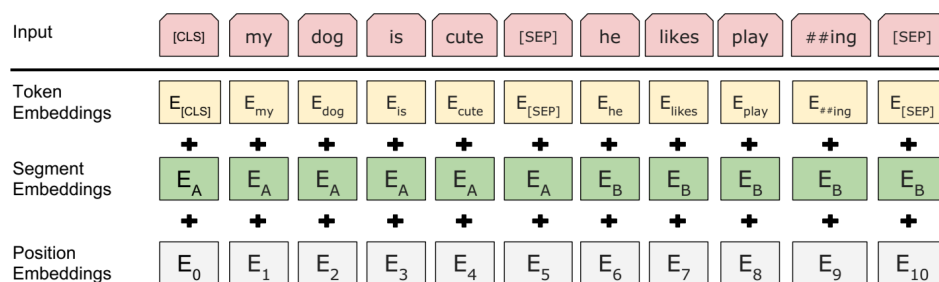 Input [CLS] my dog is cute [SEP] he likes play ##ing [SEP]
Token Embeddings E[CLS] Emy Edog Eis Ecute E[SEP] Ehe Elikes Eplay E##ing E[SEP]
+ + + + + + + + + + +
Segment Embeddings EA EA EA EA EA EA EB EB EB EB EB
+ + + + + + + + + + +
Position Embeddings E0 E1 E2 E3 E4 E5 E6 E7 E8 E9 E10